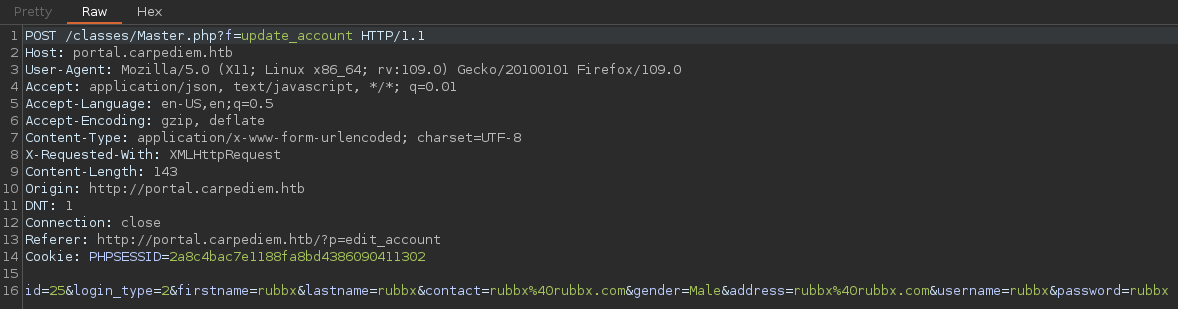 Pretty Raw Hex
1 POST /classes/Master.php?f=update_account HTTP/1.1
2 Host: portal.carpediem.htb
3 User-Agent: Mozilla/5.0 (X11; Linux x86_64; rv:109.0) Gecko/20100101 Firefox/109.0
4 Accept: application/json, text/javascript, */*; q=0.01
5 Accept-Language: en-US,en;q=0.5
6 Accept-Encoding: gzip, deflate
7 Content-Type: application/x-www-form-urlencoded; charset=UTF-8
8 X-Requested-With: XMLHttpRequest
9 Content-Length: 143
10 Origin: http://portal.carpediem.htb
11 DNT: 1
12 Connection: close
13 Referer: http://portal.carpediem.htb/?p=edit_account
14 Cookie: PHPSESSID=2a8c4bac7e1188fa8bd4386090411302
15
16 id=25&login_type=2&firstname=rubbx&lastname=rubbx&contact=rubbx%40rubbx.com&gender=Male&address=rubbx%40rubbx.com&username=rubbx&password=rubbx